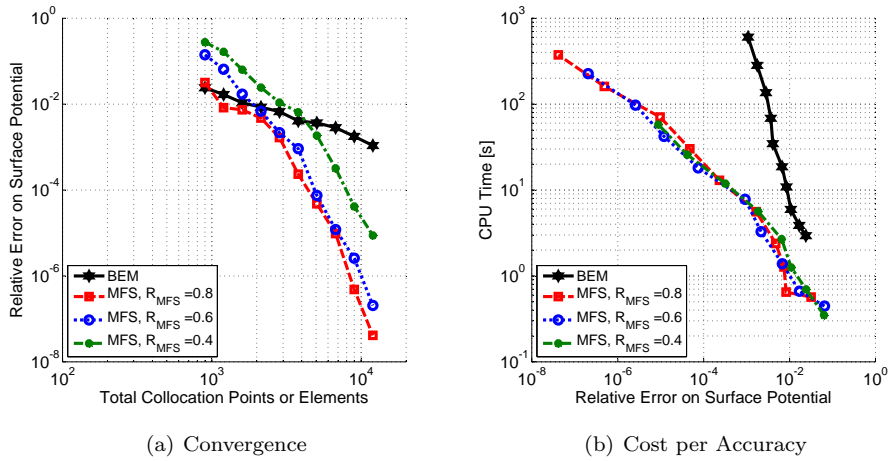 10^0
10^-2
10^-4
10^-6
10^-8
Relative Error on Surface Potential
BEM
MFS, R_MFS=0.8
MFS, R_MFS=0.6
MFS, R_MFS=0.4
10^2
10^3
10^4
Total Collocation Points or Elements
(a) Convergence
10^3
10^2
10^1
10^0
10^-1
CPU Time [s]
BEM
MFS, R_MFS=0.8
MFS, R_MFS=0.6
MFS, R_MFS=0.4
10^-8
10^-6
10^-4
10^-2
10^0
Relative Error on Surface Potential
(b) Cost per Accuracy